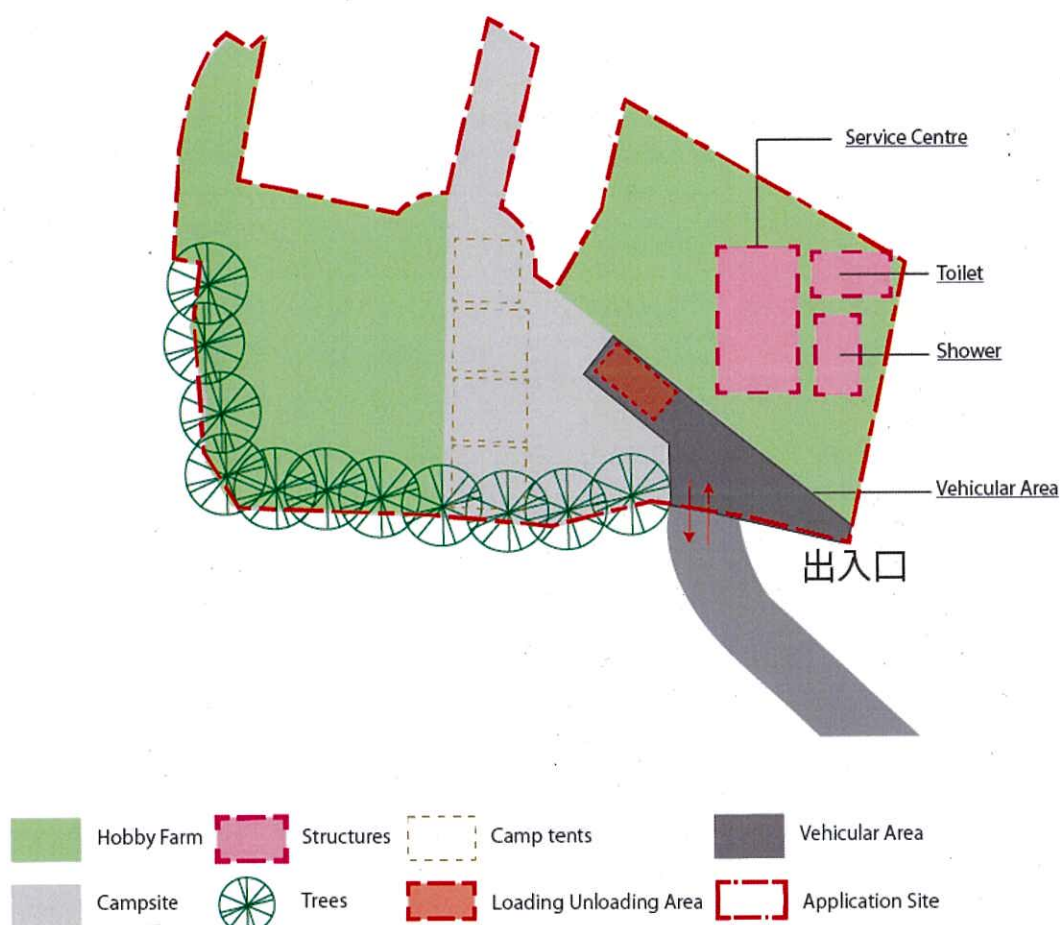 Service Centre
Toilet
Shower
Vehicular Area
出入口
Hobby Farm
Structures
Camp tents
Vehicular Area
Campsite
Trees
Loading Unloading Area
Application Site